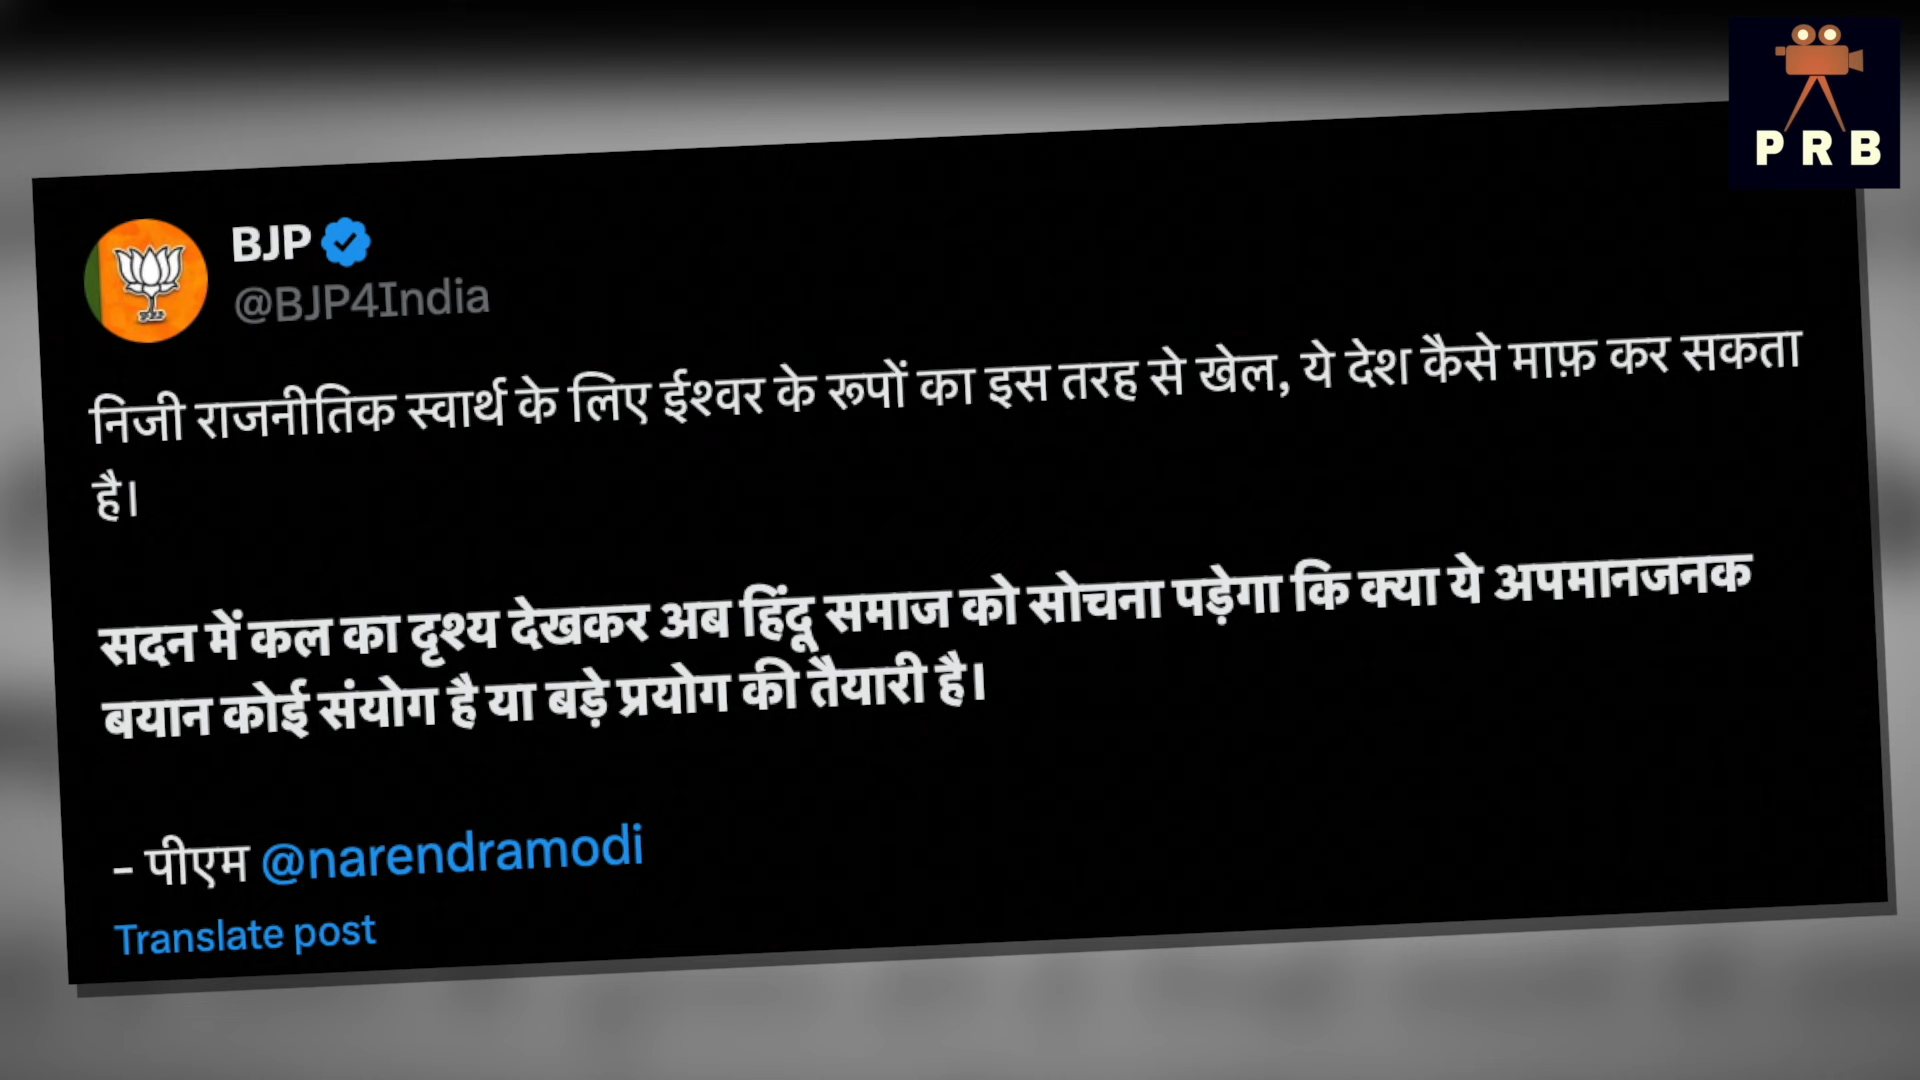 PRB
BJP
@BJP4India
निजी राजनीतिक स्वार्थ के लिए ईश्वर के रूपों का इस तरह से खेल, ये देश कैसे माफ़ कर सकता
है।
सदन में कल का दृश्य देखकर अब हिंदू समाज को सोचना पड़ेगा कि क्या ये अपमानजनक
बयान कोई संयोग है या बड़े प्रयोग की तैयारी है।
- पीएम @narendramodi
Translate post